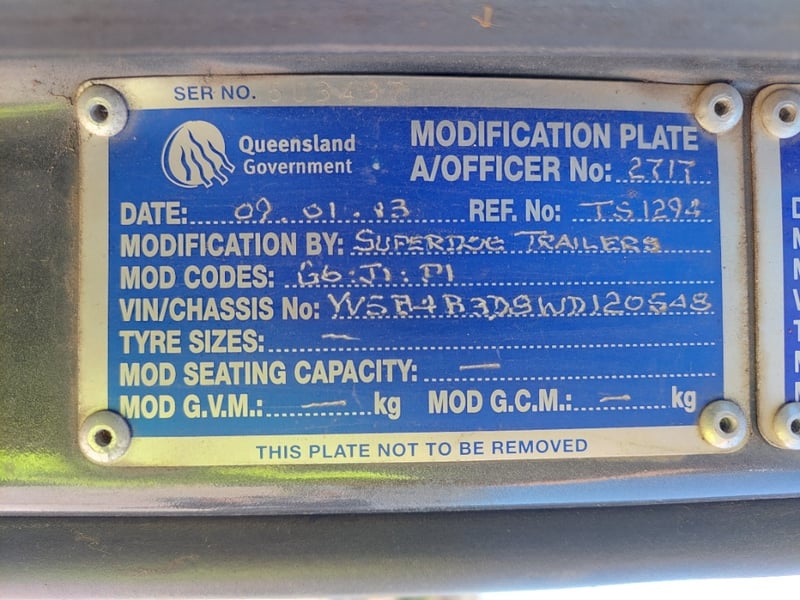 SER NO. 503437
Queensland
Government
MODIFICATION PLATE
A/OFFICER No: 2717
DATE: 09.01.13 REF. No: TS1294
MODIFICATION BY: SUPERDOG TRAILERS
MOD CODES: G6:J1:P1
VIN/CHASSIS No:
TYRE SIZES: —
MOD SEATING CAPACITY: —
MOD G.V.M.: — kg MOD G.C.M.: — kg
THIS PLATE NOT TO BE REMOVED